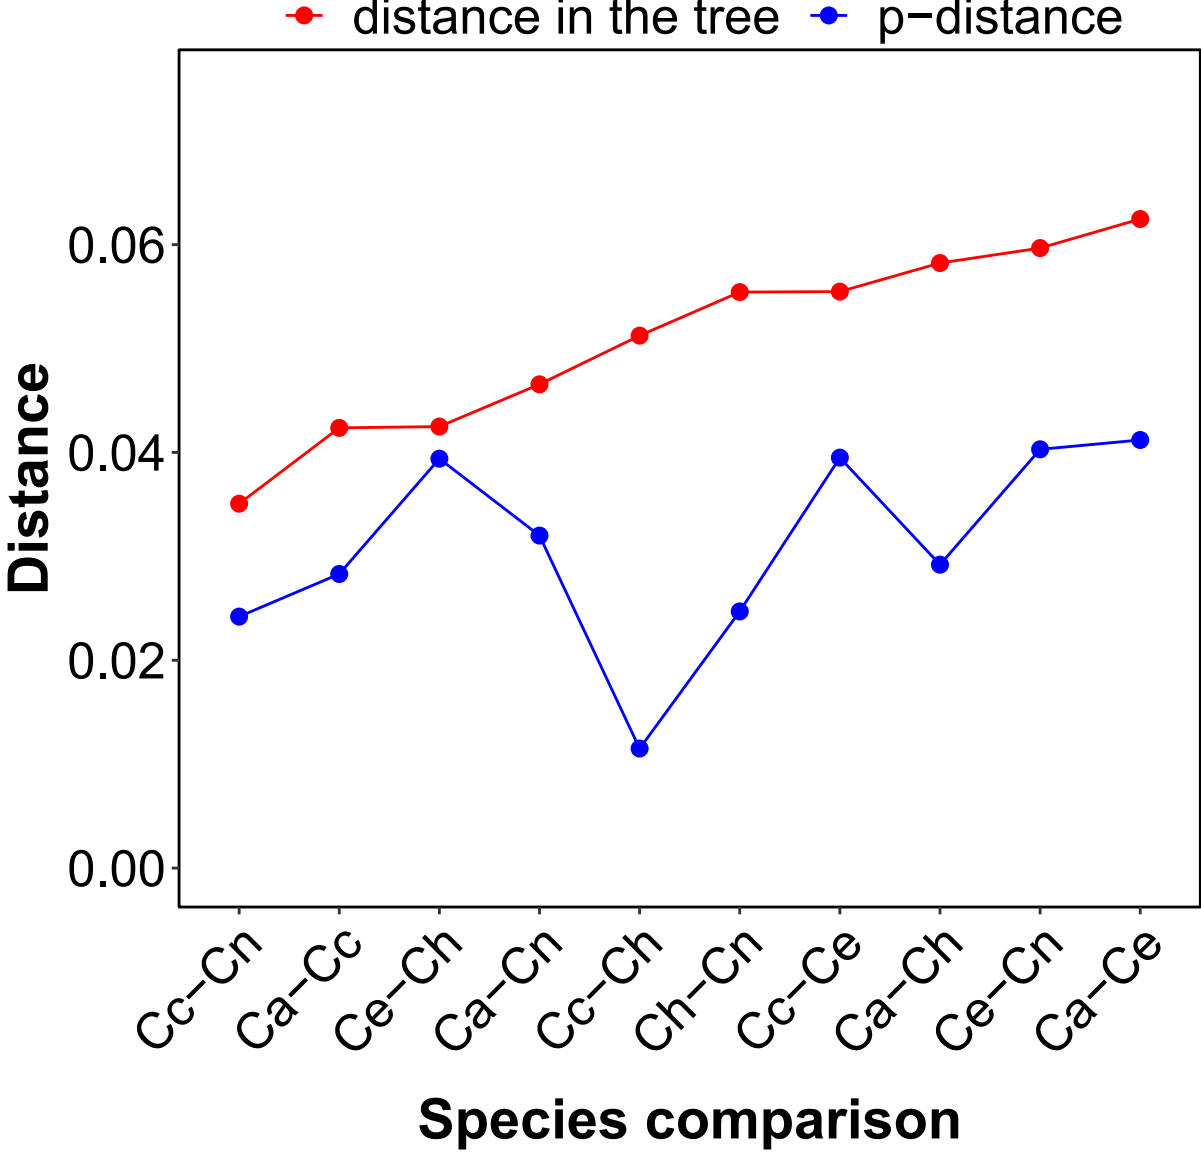 distance in the tree p−distance
0.06
0.04
0.02
0.00
Distance
Cc−Cn
Ca−Cc
Ce−Ch
Ca−Cn
Cc−Ch
Ch−Cn
Cc−Ce
Ca−Ch
Ce−Cn
Ca−Ce
Species comparison